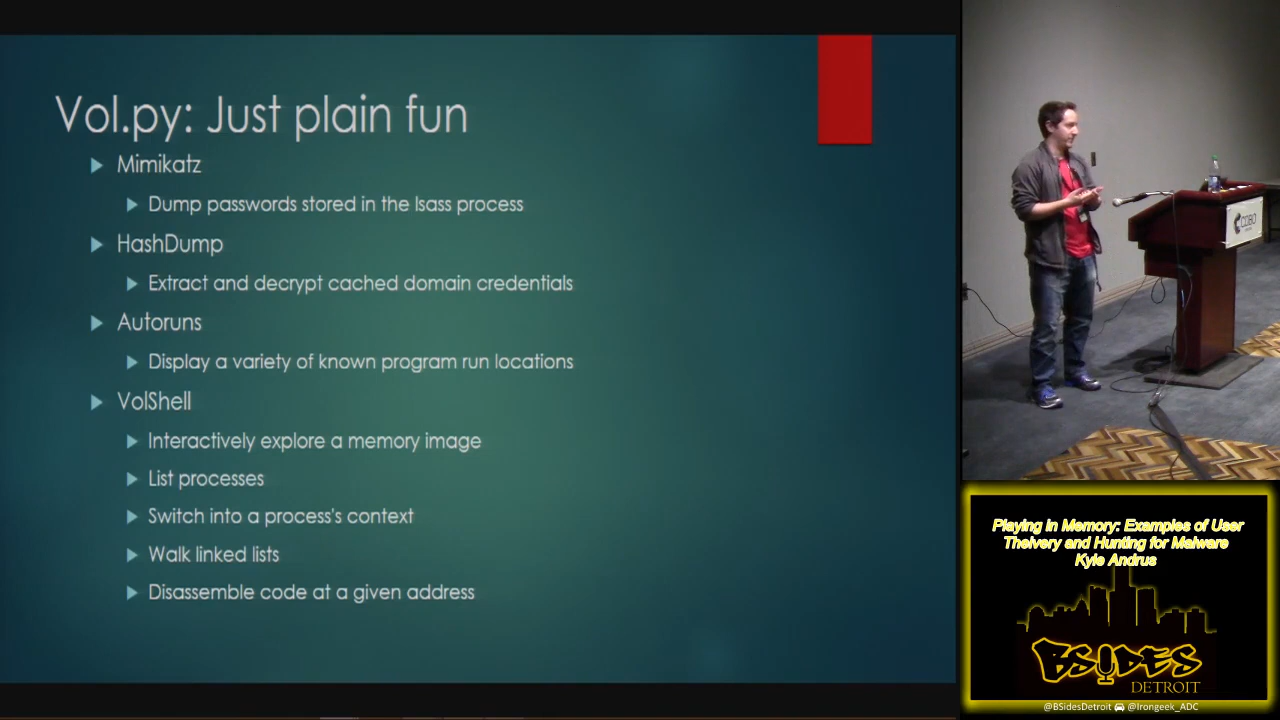 Vol.py: Just plain fun
Mimikatz
Dump passwords stored in the lsass process
HashDump
Extract and decrypt cached domain credentials
Autoruns
Display a variety of known program run locations
VolShell
Interactively explore a memory image
List processes
Switch into a process's context
Walk linked lists
Disassemble code at a given address
COBO
Playing in Memory: Examples of User
Theivery and Hunting for Malware
Kyle Andrus
BSIDES
DETROIT
@BSidesDetroit @Irongeek_ADC